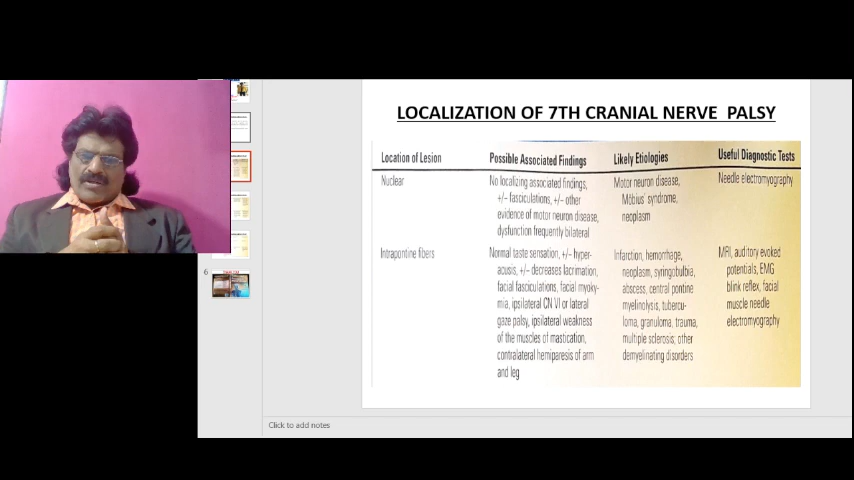 LOCALIZATION OF 7TH CRANIAL NERVE PALSY
Location of Lesion
Possible Associated Findings
Likely Etiologies
Useful Diagnostic Tests
Nuclear
No localizing associated findings,
+/– fasciculations, +/– other
evidence of motor neuron disease,
dysfunction frequently bilateral
Motor neuron disease,
Möbius' syndrome,
neoplasm
Needle electromyography
Intrapontine fibers
Normal taste sensation, +/– hyper-
acusis, +/– decreases lacrimation,
facial fasciculations, facial myoky-
mia, ipsilateral CN VI or lateral
gaze palsy, ipsilateral weakness
of the muscles of mastication,
contralateral hemiparesis of arm
and leg
Infarction, hemorrhage,
neoplasm, syringobulbia,
abscess, central pontine
myelinolysis, tubercu-
loma, granuloma, trauma,
multiple sclerosis, other
demyelinating disorders
MRI, auditory evoked
potentials, EMG
blink reflex, facial
muscle needle
electromyography
6
Click to add notes